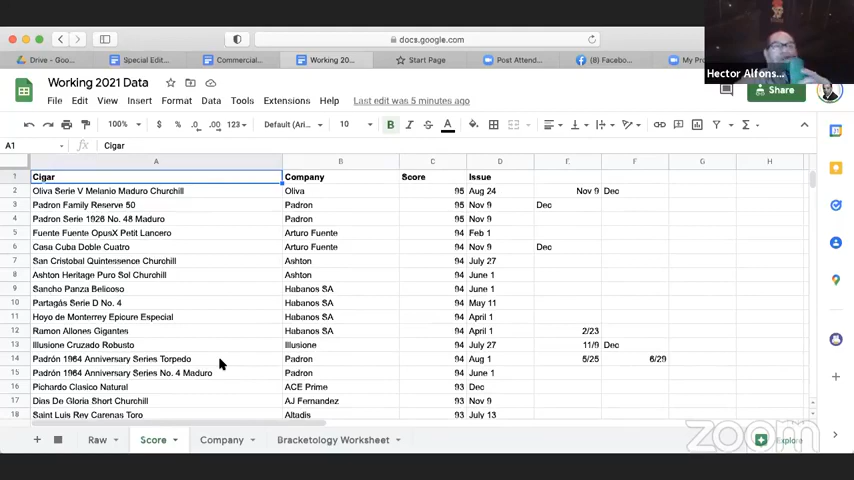 docs.google.com
Hector Alfons...
Drive – Goo...
Special Edit...
Commercial...
Working 20...
Start Page
Post Attend...
(8) Faceboo...
My Pro
Working 2021 Data
File Edit View Insert Format Data Tools Extensions Last edit was 5 minutes ago
Share
100% $ % .0 .00 123 Default (Ari... 10 B I S A
A1 fx Cigar
A B C D E F G H
1 Cigar Company Score Issue
2 Oliva Serie V Melanio Maduro Churchill Oliva 95 Aug 24 Nov 9 Dec
3 Padron Family Reserve 50 Padron 95 Nov 9 Dec
4 Padron Serie 1926 No. 48 Maduro Padron 95 Nov 9
5 Fuente Fuente OpusX Petit Lancero Arturo Fuente 94 Feb 1
6 Casa Cuba Doble Cuatro Arturo Fuente 94 Nov 9 Dec
7 San Cristobal Quintessence Churchill Ashton 94 July 27
8 Ashton Heritage Puro Sol Churchill Ashton 94 June 1
9 Sancho Panza Belicoso Habanos SA 94 June 1
10 Partagás Serie D No. 4 Habanos SA 94 May 11
11 Hoyo de Monterrey Epicure Especial Habanos SA 94 April 1
12 Ramon Allones Gigantes Habanos SA 94 April 1 2/23
13 Illusione Cruzado Robusto Illusione 94 July 27 11/9 Dec
14 Padrón 1964 Anniversary Series Torpedo Padron 94 Aug 1 5/25 6/29
15 Padrón 1964 Anniversary Series No. 4 Maduro Padron 94 June 1
16 Pichardo Clasico Natural ACE Prime 93 Dec
17 Dias De Gloria Short Churchill AJ Fernandez 93 Nov 9
18 Saint Luis Rey Carenas Toro Altadis 93 July 13
Raw Score Company Bracketology Worksheet Explore
zoom